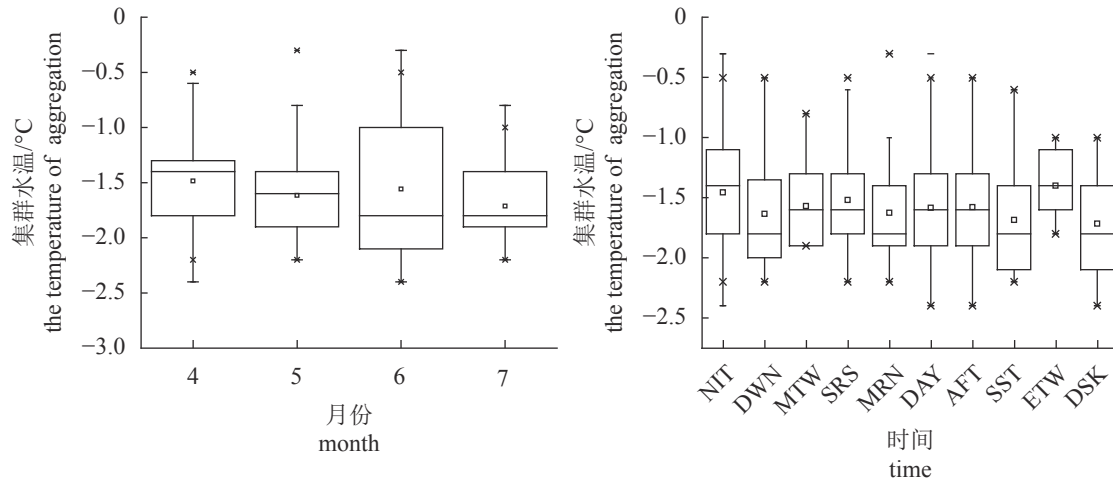 集群水温/°C
the temperature of aggregation
0
−0.5
−1.0
−1.5
−2.0
−2.5
−3.0
4
5
6
7
月份
month
集群水温/°C
the temperature of aggregation
0
−0.5
−1.0
−1.5
−2.0
−2.5
NIT
DWN
MTW
SRS
MRN
DAY
AFT
SST
ETW
DSK
时间
time